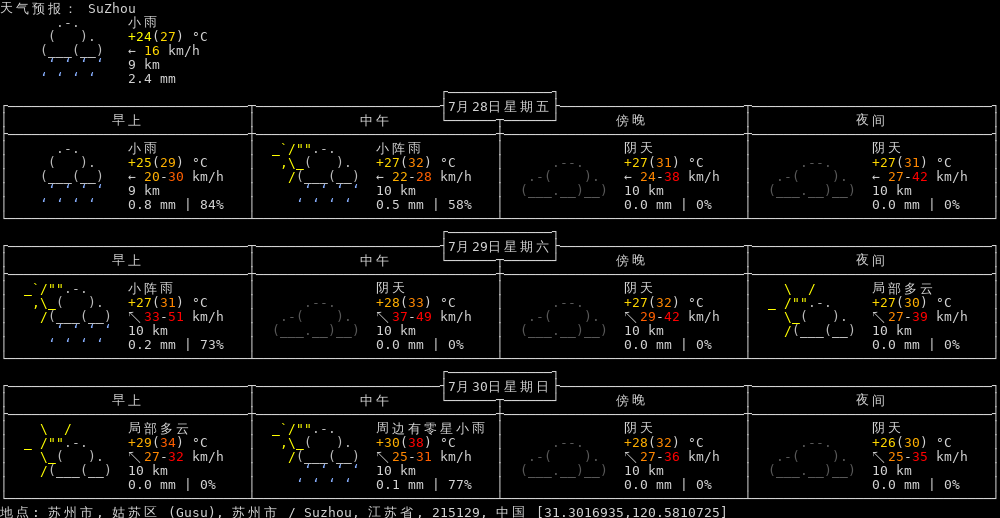 天气预报： SuZhou
小雨
+24(27) °C
← 16 km/h
9 km
2.4 mm
7月28日星期五
早上 中午 傍晚 夜间
小雨 小阵雨 阴天 阴天
+25(29) °C +27(32) °C +27(31) °C +27(31) °C
← 20-30 km/h ← 22-28 km/h ← 24-38 km/h ← 27-42 km/h
9 km 10 km 10 km 10 km
0.8 mm | 84% 0.5 mm | 58% 0.0 mm | 0% 0.0 mm | 0%
7月29日星期六
早上 中午 傍晚 夜间
小阵雨 阴天 阴天 局部多云
+27(31) °C +28(33) °C +27(32) °C +27(30) °C
↖ 33-51 km/h ↖ 37-49 km/h ↖ 29-42 km/h ↖ 27-39 km/h
10 km 10 km 10 km 10 km
0.2 mm | 73% 0.0 mm | 0% 0.0 mm | 0% 0.0 mm | 0%
7月30日星期日
早上 中午 傍晚 夜间
局部多云 周边有零星小雨 阴天 阴天
+29(34) °C +30(38) °C +28(32) °C +26(30) °C
↖ 27-32 km/h ↖ 25-31 km/h ↖ 27-36 km/h ↖ 25-35 km/h
10 km 10 km 10 km 10 km
0.0 mm | 0% 0.1 mm | 77% 0.0 mm | 0% 0.0 mm | 0%
地点: 苏州市, 姑苏区 (Gusu), 苏州市 / Suzhou, 江苏省, 215129, 中国 [31.3016935,120.5810725]